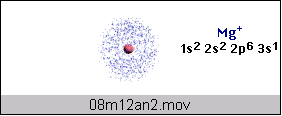 Mg⁺
1s² 2s² 2p⁶ 3s¹
08m12an2.mov